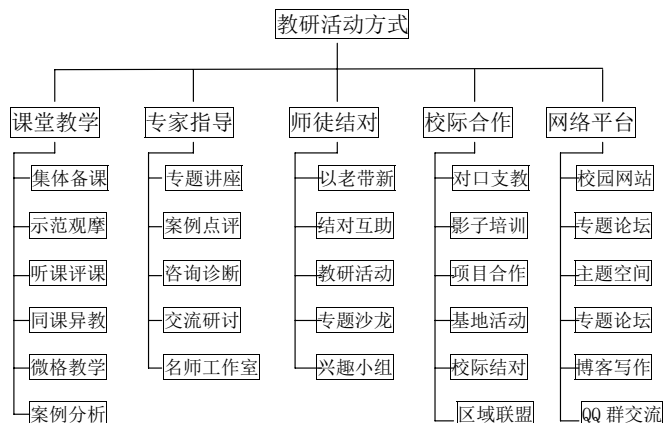 教研活动方式
课堂教学
专家指导
师徒结对
校际合作
网络平台
集体备课
专题讲座
以老带新
对口支教
校园网站
示范观摩
案例点评
结对互助
影子培训
专题论坛
听课评课
咨询诊断
教研活动
项目合作
主题空间
同课异教
交流研讨
专题沙龙
基地活动
专题论坛
微格教学
名师工作室
兴趣小组
校际结对
博客写作
案例分析
区域联盟
QQ 群交流